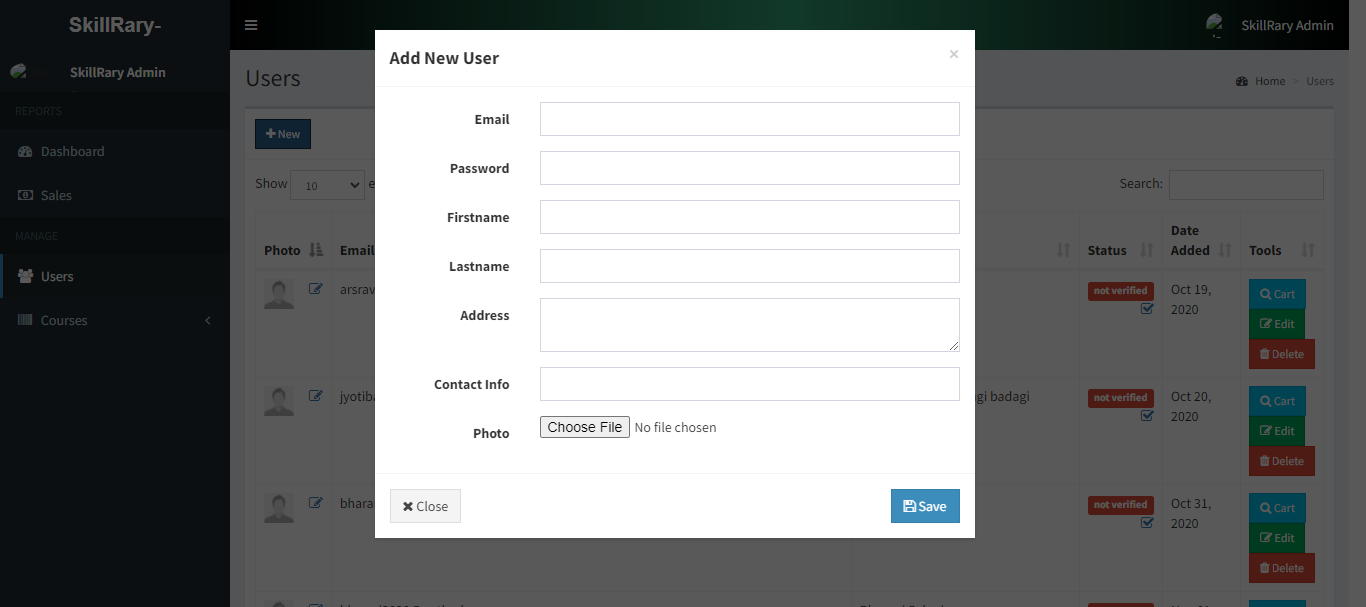 SkillRary-
SkillRary Admin
SkillRary Admin
REPORTS
Dashboard
Sales
MANAGE
Users
Courses
Users
Home > Users
New
Show 10 e
Search:
Photo Email Status Date Added Tools
arsrav not verified Oct 19, 2020
Cart
Edit
Delete
jyotiba gi badagi not verified Oct 20, 2020
Cart
Edit
Delete
bhara not verified Oct 31, 2020
Cart
Edit
Delete
Add New User ×
Email
Password
Firstname
Lastname
Address
Contact Info
Photo Choose File No file chosen
Close Save